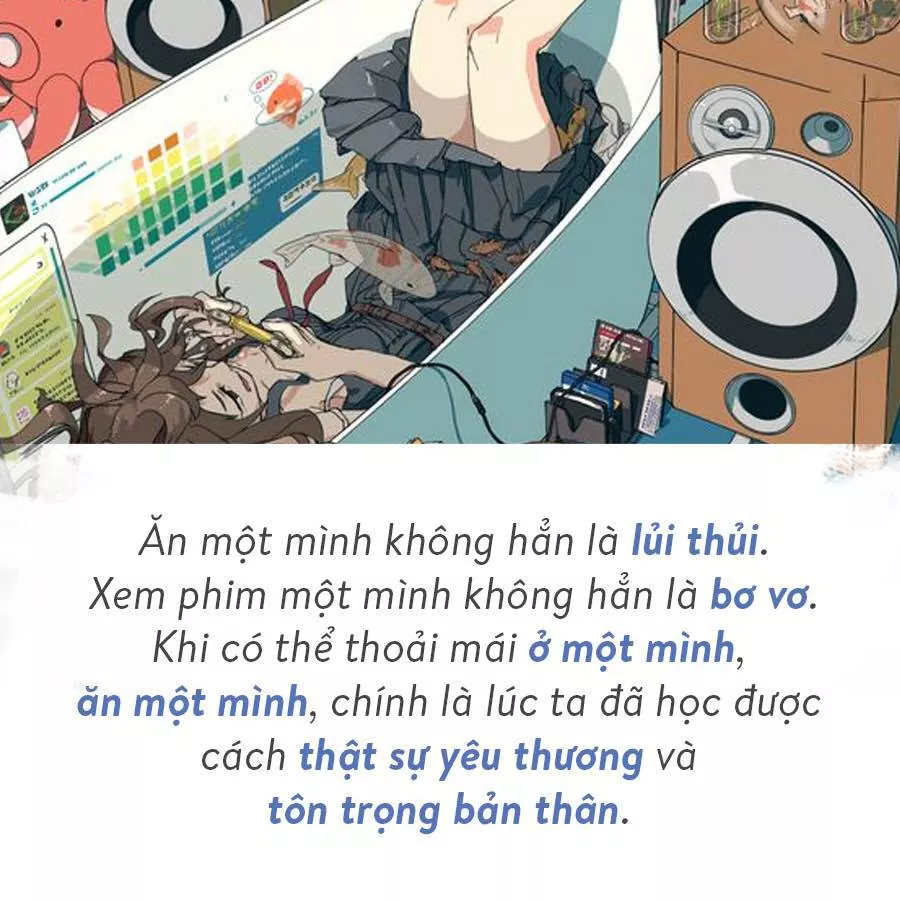 Ăn một mình không hẳn là lủi thủi.
Xem phim một mình không hẳn là bơ vơ.
Khi có thể thoải mái ở một mình,
ăn một mình, chính là lúc ta đã học được
cách thật sự yêu thương và
tôn trọng bản thân.